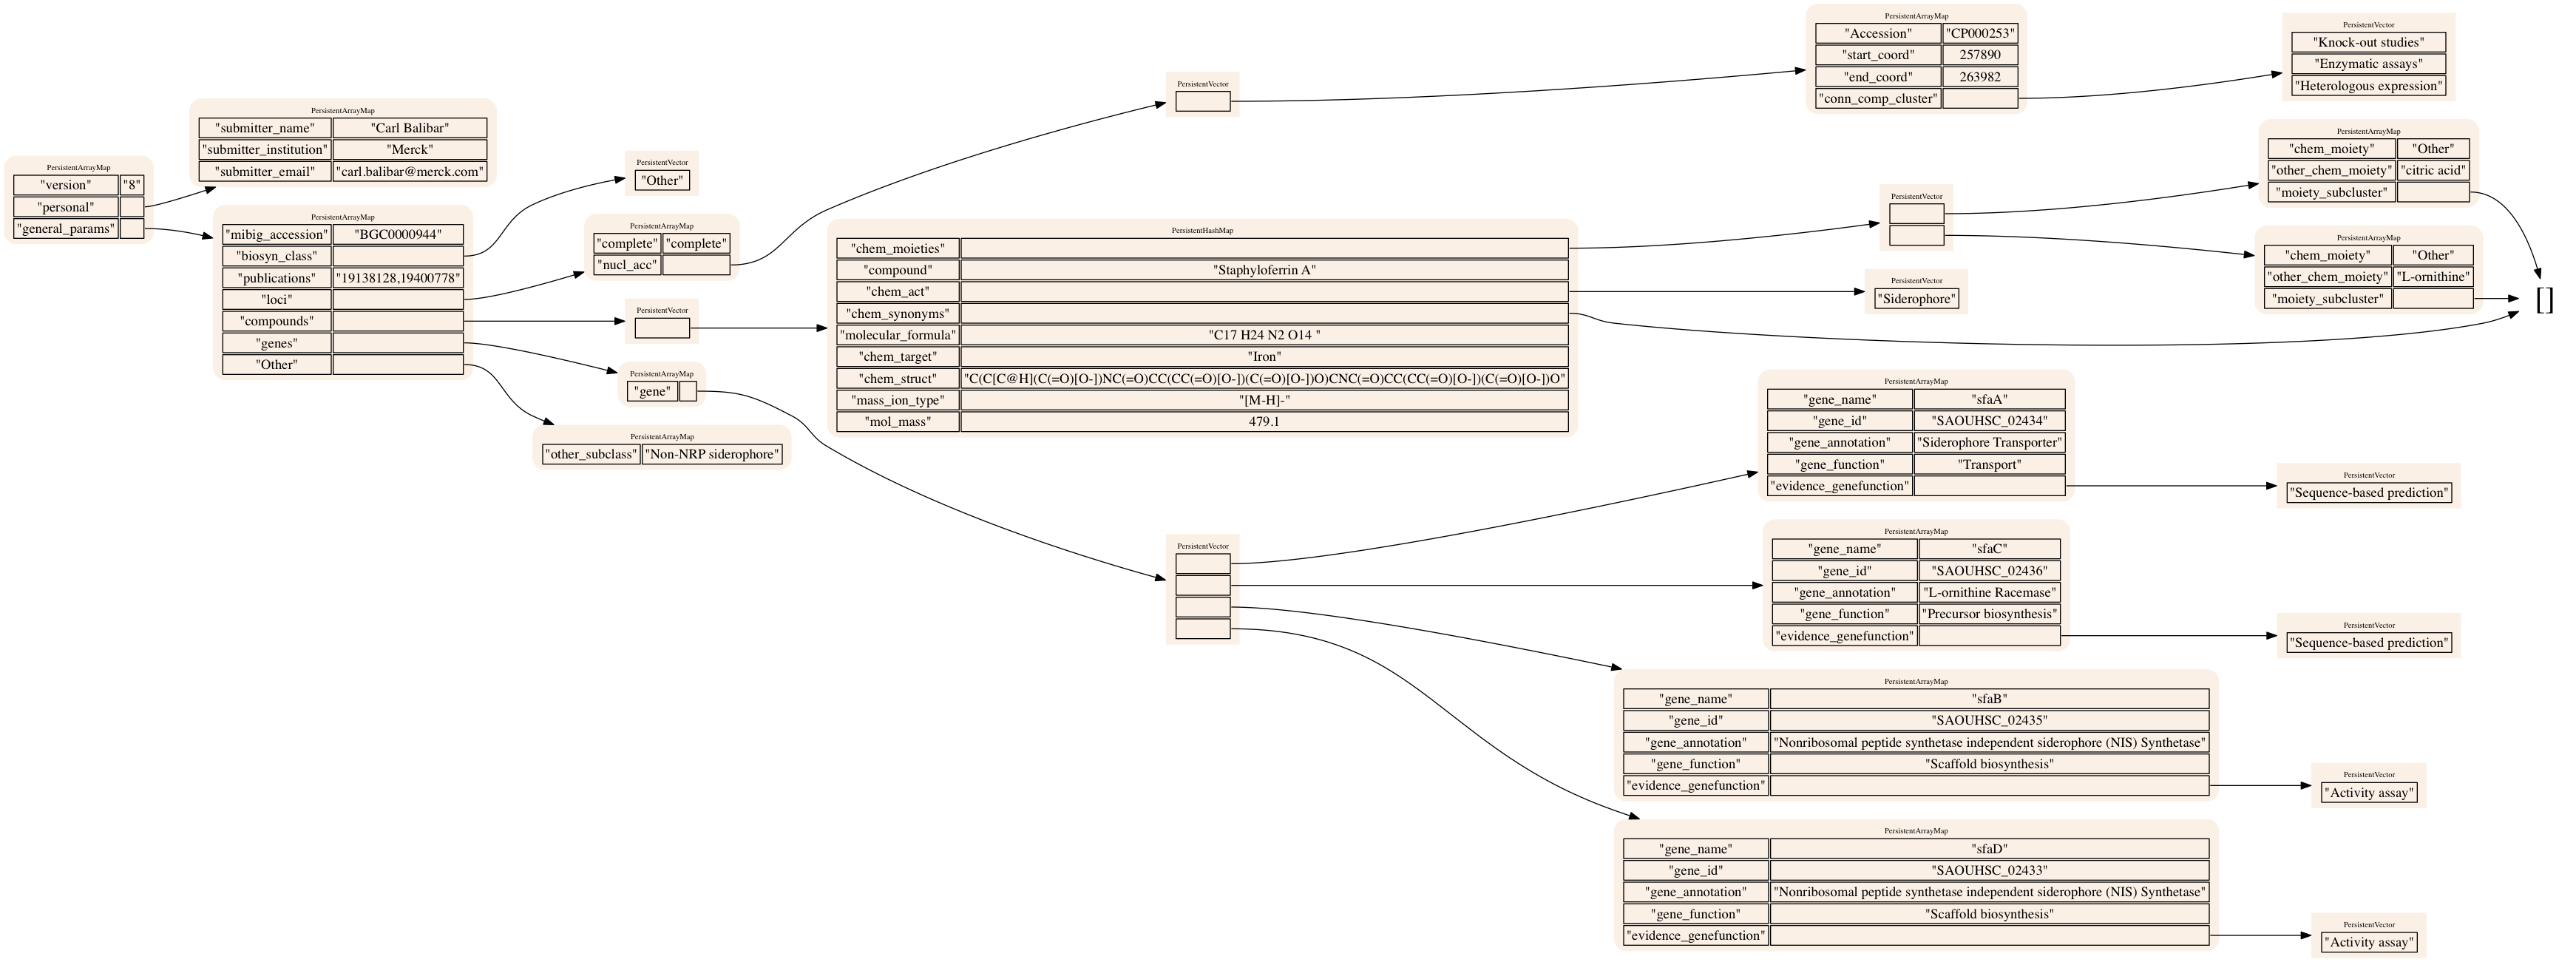 PersistentArrayMap
"version" "8"
"personal"
"general_params"
PersistentArrayMap
"submitter_name" "Carl Balibar"
"submitter_institution" "Merck"
"submitter_email" "carl.balibar@merck.com"
PersistentArrayMap
"mibig_accession" "BGC0000944"
"biosyn_class"
"publications" "19138128,19400778"
"loci"
"compounds"
"genes"
"Other"
PersistentVector
"Other"
PersistentArrayMap
"complete" "complete"
"nucl_acc"
PersistentVector
PersistentArrayMap
"gene"
PersistentArrayMap
"other_subclass" "Non-NRP siderophore"
PersistentVector
PersistentHashMap
"chem_moieties"
"compound" "Staphyloferrin A"
"chem_act"
"chem_synonyms"
"molecular_formula" "C17 H24 N2 O14 "
"chem_target" "Iron"
"chem_struct" "C(C[C@H](C(=O)[O-])NC(=O)CC(CC(=O)[O-])(C(=O)[O-])O)CNC(=O)CC(CC(=O)[O-])(C(=O)[O-])O"
"mass_ion_type" "[M-H]-"
"mol_mass" 479.1
PersistentVector
PersistentArrayMap
"Accession" "CP000253"
"start_coord" 257890
"end_coord" 263982
"conn_comp_cluster"
PersistentVector
"Knock-out studies"
"Enzymatic assays"
"Heterologous expression"
PersistentVector
PersistentArrayMap
"chem_moiety" "Other"
"other_chem_moiety" "citric acid"
"moiety_subcluster"
PersistentArrayMap
"chem_moiety" "Other"
"other_chem_moiety" "L-ornithine"
"moiety_subcluster"
[]
PersistentVector
"Siderophore"
PersistentArrayMap
"gene_name" "sfaA"
"gene_id" "SAOUHSC_02434"
"gene_annotation" "Siderophore Transporter"
"gene_function" "Transport"
"evidence_genefunction"
PersistentVector
"Sequence-based prediction"
PersistentArrayMap
"gene_name" "sfaC"
"gene_id" "SAOUHSC_02436"
"gene_annotation" "L-ornithine Racemase"
"gene_function" "Precursor biosynthesis"
"evidence_genefunction"
PersistentVector
"Sequence-based prediction"
PersistentArrayMap
"gene_name" "sfaB"
"gene_id" "SAOUHSC_02435"
"gene_annotation" "Nonribosomal peptide synthetase independent siderophore (NIS) Synthetase"
"gene_function" "Scaffold biosynthesis"
"evidence_genefunction"
PersistentVector
"Activity assay"
PersistentArrayMap
"gene_name" "sfaD"
"gene_id" "SAOUHSC_02433"
"gene_annotation" "Nonribosomal peptide synthetase independent siderophore (NIS) Synthetase"
"gene_function" "Scaffold biosynthesis"
"evidence_genefunction"
PersistentVector
"Activity assay"